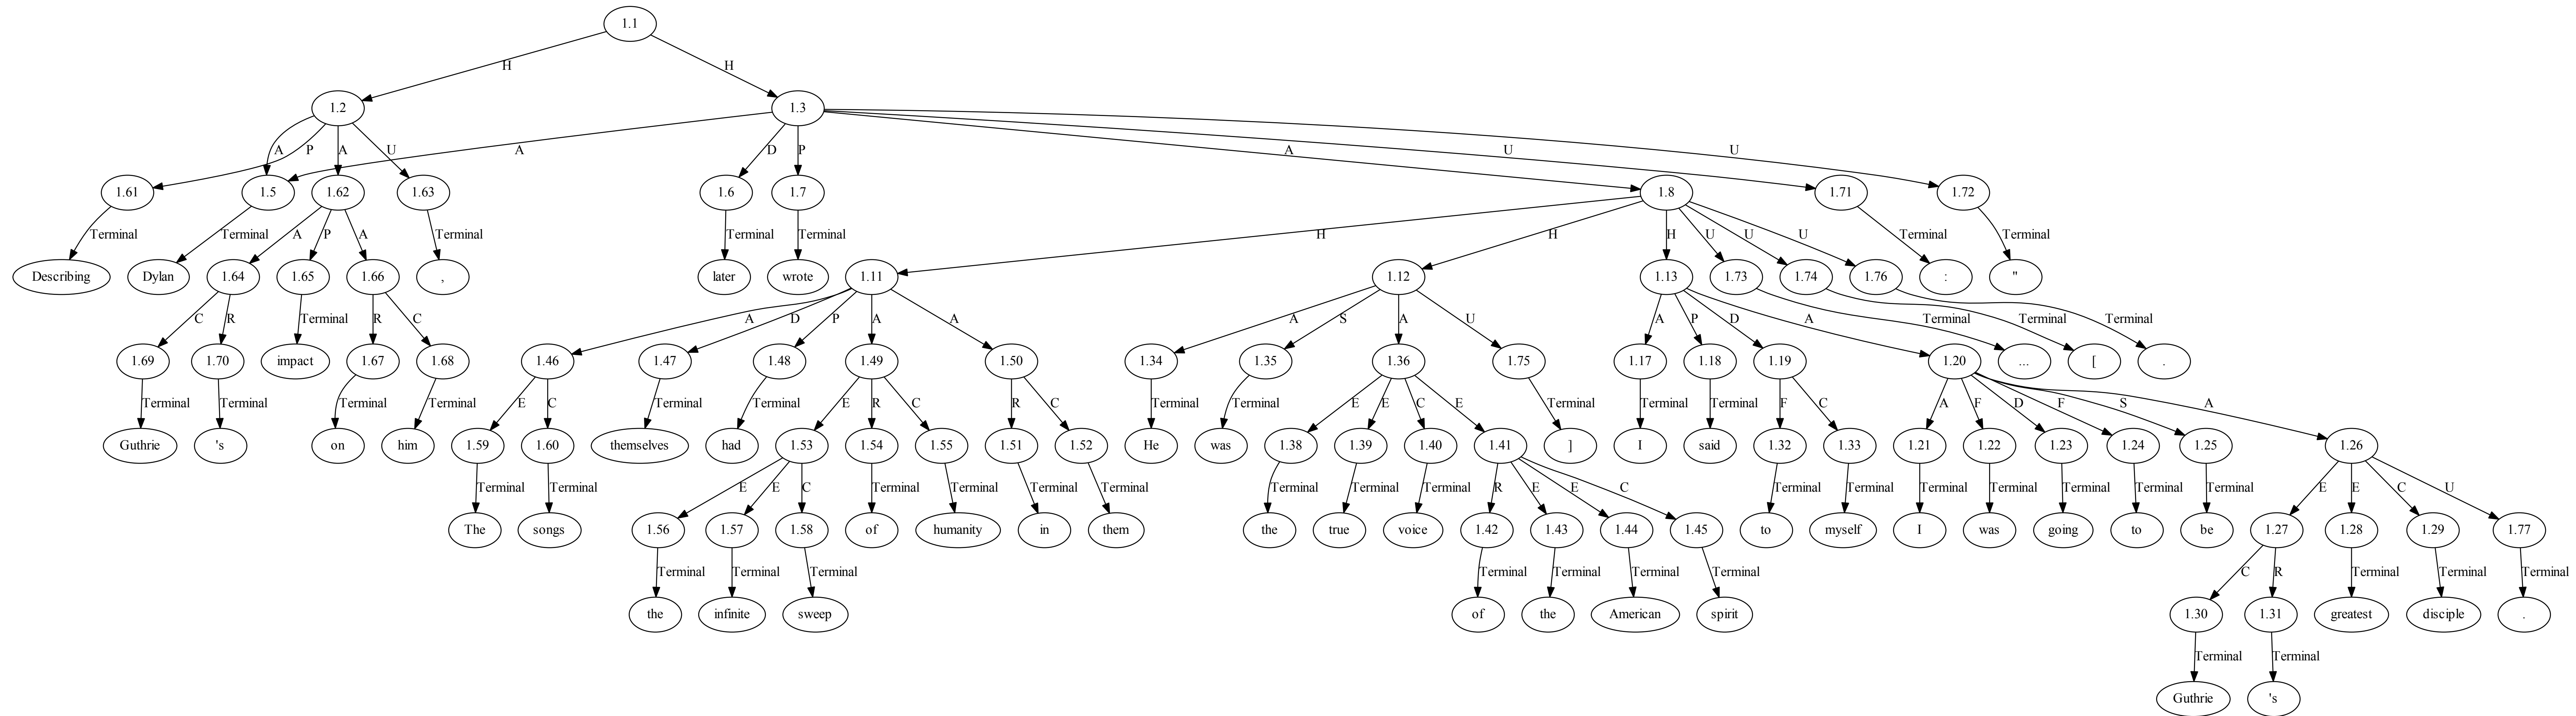 1.1
H H
1.2 1.3
A P A U A D P A U U
1.61 1.5 1.62 1.63 1.6 1.7 1.8 1.71 1.72
Terminal Terminal A P A Terminal Terminal Terminal H H H U U U Terminal Terminal
Describing Dylan 1.64 1.65 1.66 , later wrote 1.11 1.12 1.13 1.73 1.74 1.76 : "
C R Terminal R C A D P A A A S A U A P D A Terminal Terminal Terminal
1.69 1.70 impact 1.67 1.68 1.46 1.47 1.48 1.49 1.50 1.34 1.35 1.36 1.75 1.17 1.18 1.19 1.20 ... [ .
Terminal Terminal Terminal Terminal E C Terminal Terminal E R C R C Terminal Terminal E E C E Terminal Terminal Terminal F C A F D F S A
Guthrie 's on him 1.59 1.60 themselves had 1.53 1.54 1.55 1.51 1.52 He was 1.38 1.39 1.40 1.41 ] I said 1.32 1.33 1.21 1.22 1.23 1.24 1.25 1.26
Terminal Terminal E E C Terminal Terminal Terminal Terminal Terminal Terminal Terminal R E E C Terminal Terminal Terminal Terminal Terminal Terminal Terminal E E C U
The songs 1.56 1.57 1.58 of humanity in them the true voice 1.42 1.43 1.44 1.45 to myself I was going to be 1.27 1.28 1.29 1.77
Terminal Terminal Terminal Terminal Terminal Terminal Terminal C R Terminal Terminal Terminal
the infinite sweep of the American spirit 1.30 1.31 greatest disciple .
Terminal Terminal
Guthrie 's